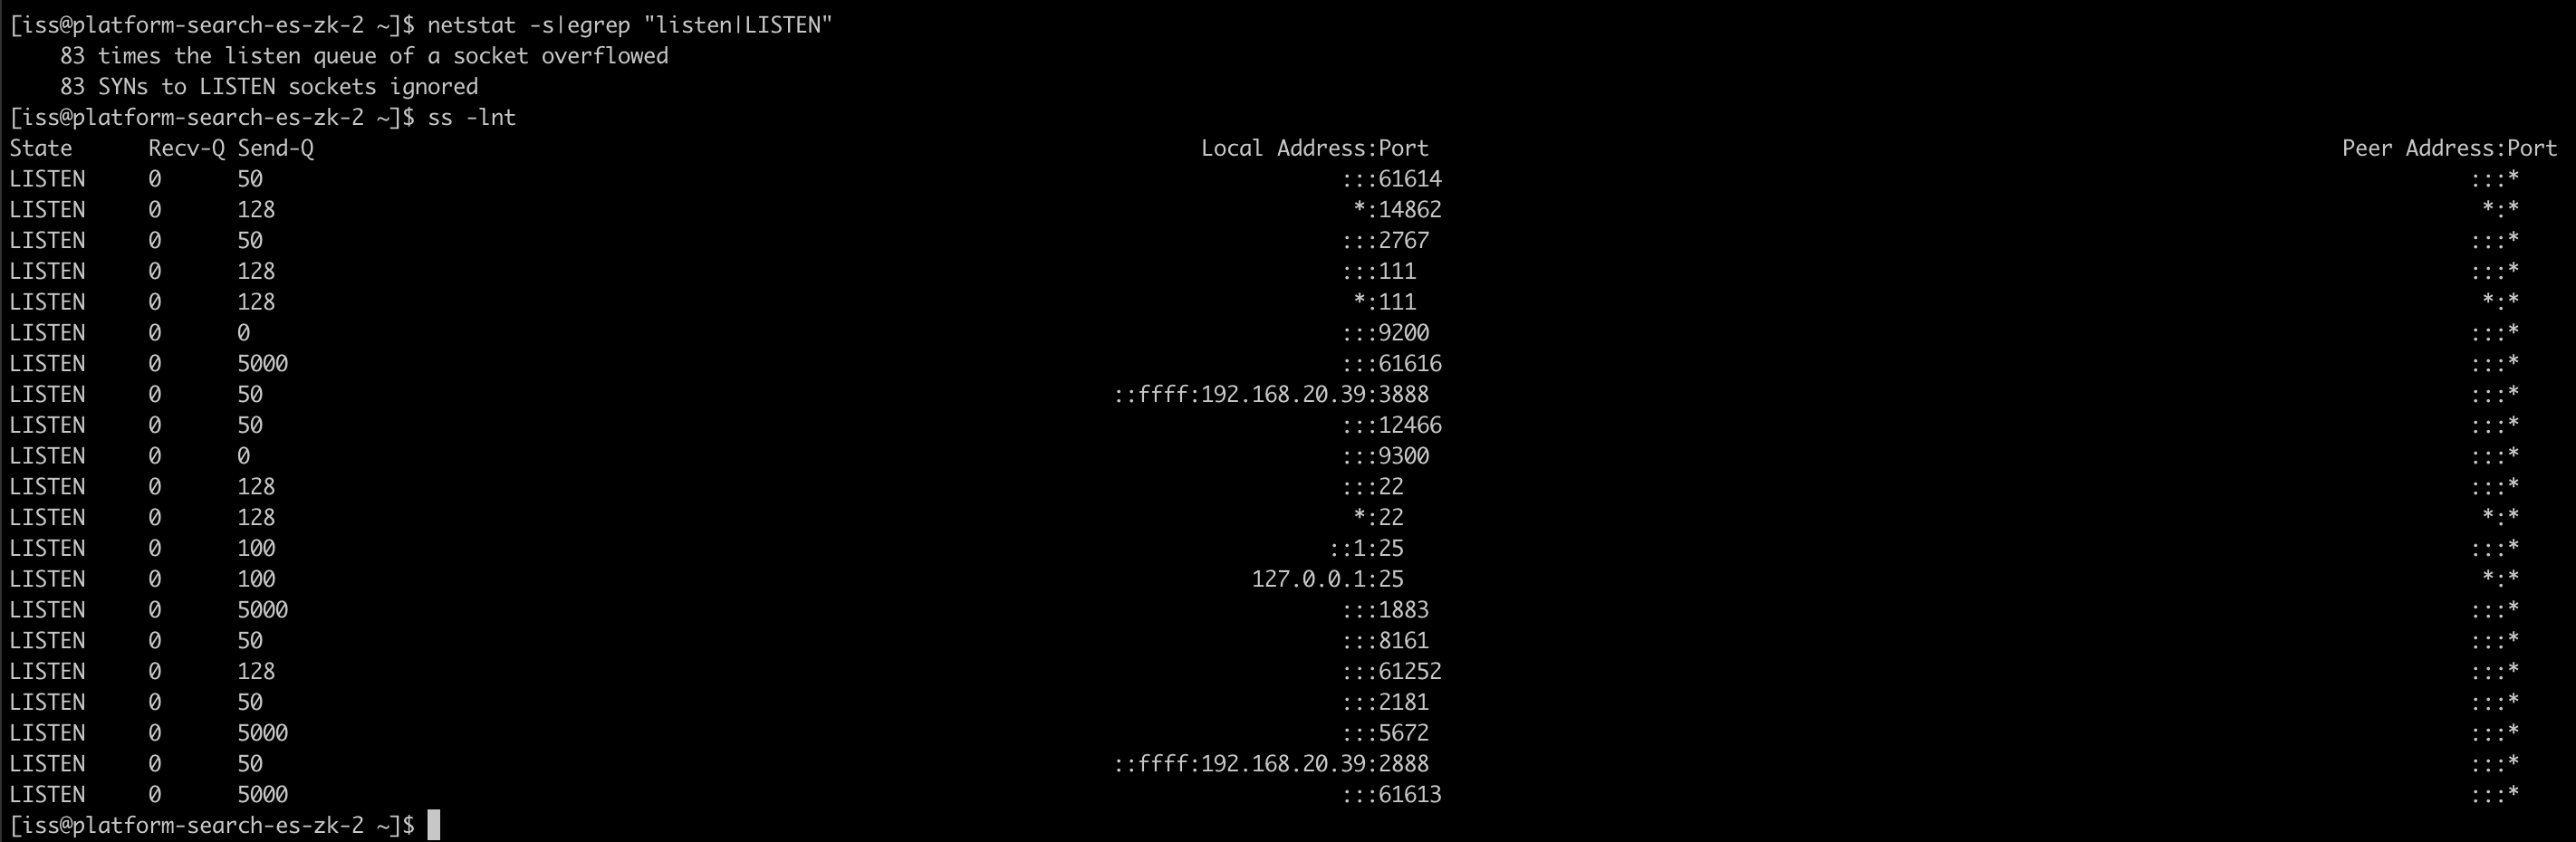 [iss@platform-search-es-zk-2 ~]$ netstat -s|egrep "listen|LISTEN"
    83 times the listen queue of a socket overflowed
    83 SYNs to LISTEN sockets ignored
[iss@platform-search-es-zk-2 ~]$ ss -lnt
State      Recv-Q Send-Q      Local Address:Port      Peer Address:Port
LISTEN     0      50      :::61614      :::*
LISTEN     0      128      *:14862      *:*
LISTEN     0      50      :::2767      :::*
LISTEN     0      128      :::111      :::*
LISTEN     0      128      *:111      *:*
LISTEN     0      0      :::9200      :::*
LISTEN     0      5000      :::61616      :::*
LISTEN     0      50      ::ffff:192.168.20.39:3888      :::*
LISTEN     0      50      :::12466      :::*
LISTEN     0      0      :::9300      :::*
LISTEN     0      128      :::22      :::*
LISTEN     0      128      *:22      *:*
LISTEN     0      100      ::1:25      :::*
LISTEN     0      100      127.0.0.1:25      *:*
LISTEN     0      5000      :::1883      :::*
LISTEN     0      50      :::8161      :::*
LISTEN     0      128      :::61252      :::*
LISTEN     0      50      :::2181      :::*
LISTEN     0      5000      :::5672      :::*
LISTEN     0      50      ::ffff:192.168.20.39:2888      :::*
LISTEN     0      5000      :::61613      :::*
[iss@platform-search-es-zk-2 ~]$